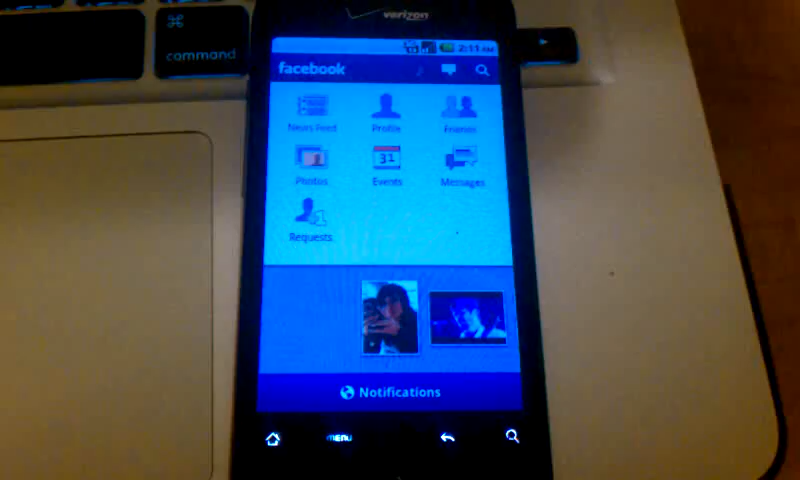 verizon
⌘
command
2:11 AM
facebook
News Feed Profile Friends
31
Photos Events Messages
Requests
Notifications
MENU